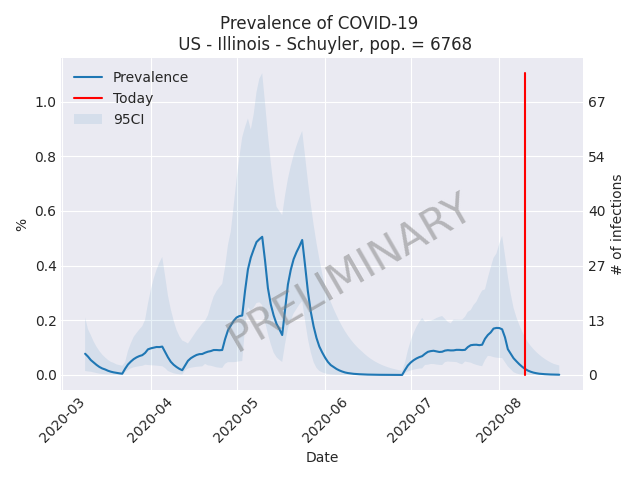 Prevalence of COVID-19
US - Illinois - Schuyler, pop. = 6768
Prevalence
Today
95CI
PRELIMINARY
%
1.0
0.8
0.6
0.4
0.2
0.0
67
54
40
27
13
0
# of infections
2020-03
2020-04
2020-05
2020-06
2020-07
2020-08
Date